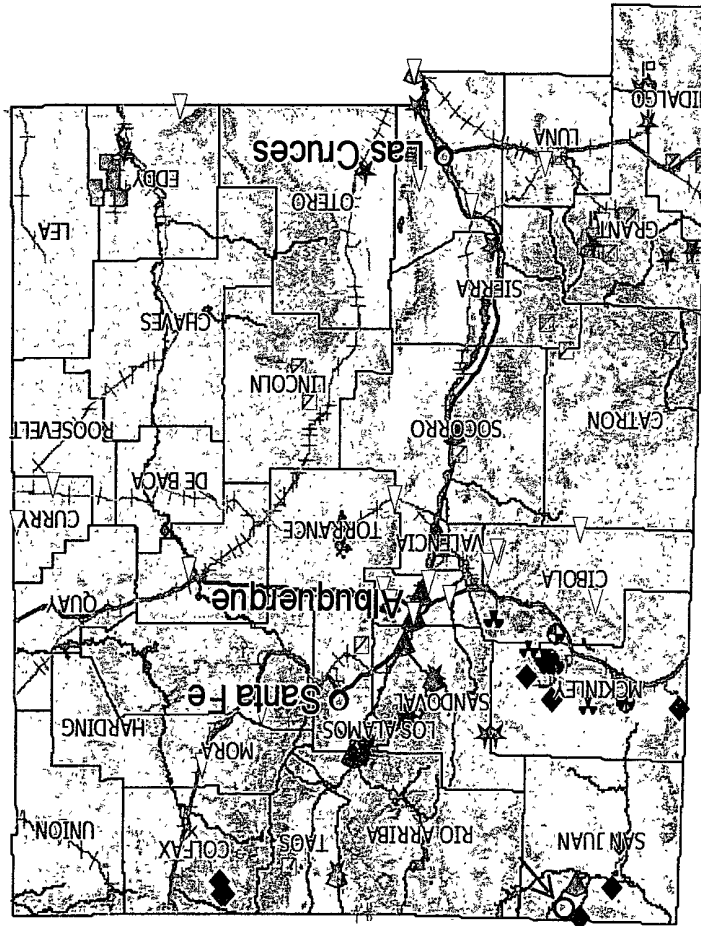 SAN JUAN
RIO ARRIBA
TAOS
COLFAX
UNION
MCKINLEY
SANDOVAL
LOS ALAMOS
Santa Fe
MORA
HARDING
CIBOLA
VALENCIA
Albuquerque
TORRANCE
QUAY
CURRY
DE BACA
ROOSEVELT
CATRON
SOCORRO
LINCOLN
CHAVES
SIERRA
GRANT
OTERO
EDDY
LEA
LUNA
Las Cruces
IDALGO